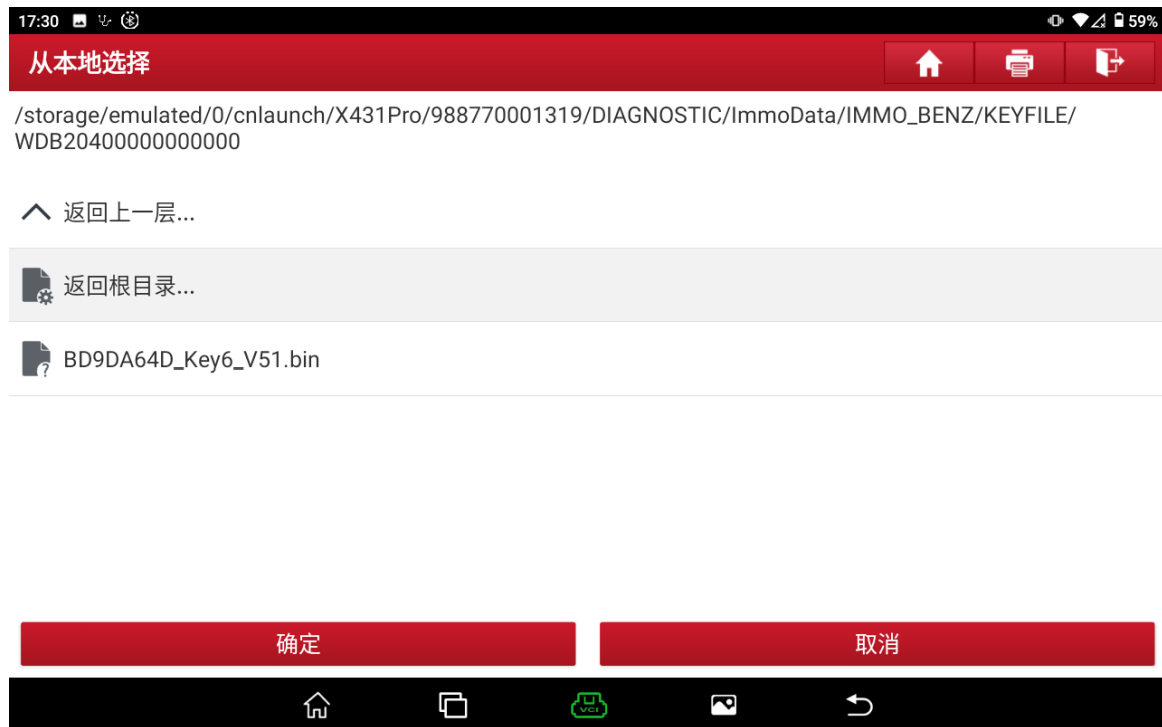 17:30 59%
从本地选择
/storage/emulated/0/cnlaunch/X431Pro/988770001319/DIAGNOSTIC/ImmoData/IMMO_BENZ/KEYFILE/
WDB20400000000000
返回上一层...
返回根目录...
BD9DA64D_Key6_V51.bin
确定 取消
VCI